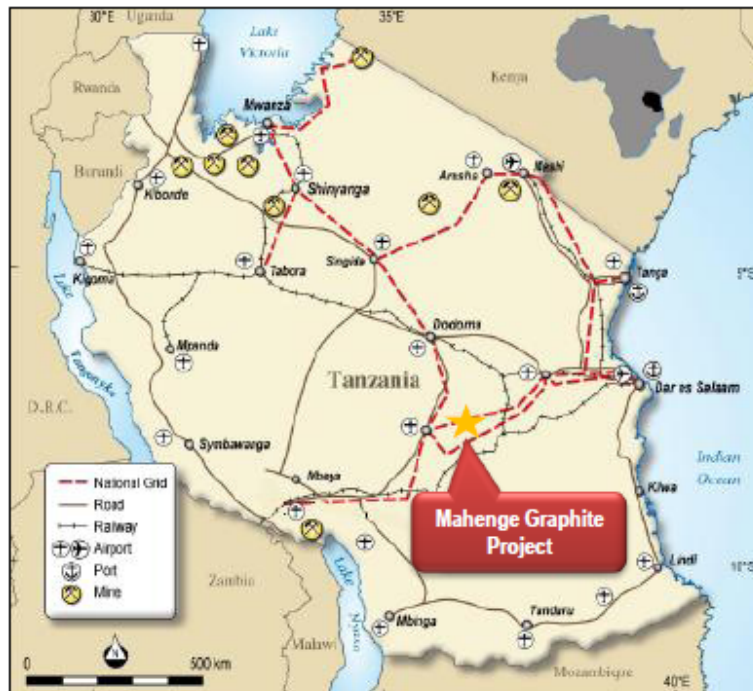 30°E
Uganda
Lake
Victoria
35°E
Kenya
Rwanda
Mwanza
Burundi
Kiborde
Shinyanga
Arusha
Moshi
Kigoma
Tabora
Singida
Tanga
5°S
Lake
Tanganyika
Mpanda
Dodoma
Tanzania
Dar es Salaam
D.R.C.
Symbawanga
Mbeya
Indian
Ocean
Kilwa
National Grid
Road
Railway
Airport
Port
Mine
Mahenge Graphite
Project
Lindi
10°S
Zambia
Lake
Nyasa
Mbinga
Tunduru
Malawi
Mozambique
0
500 km
40°E